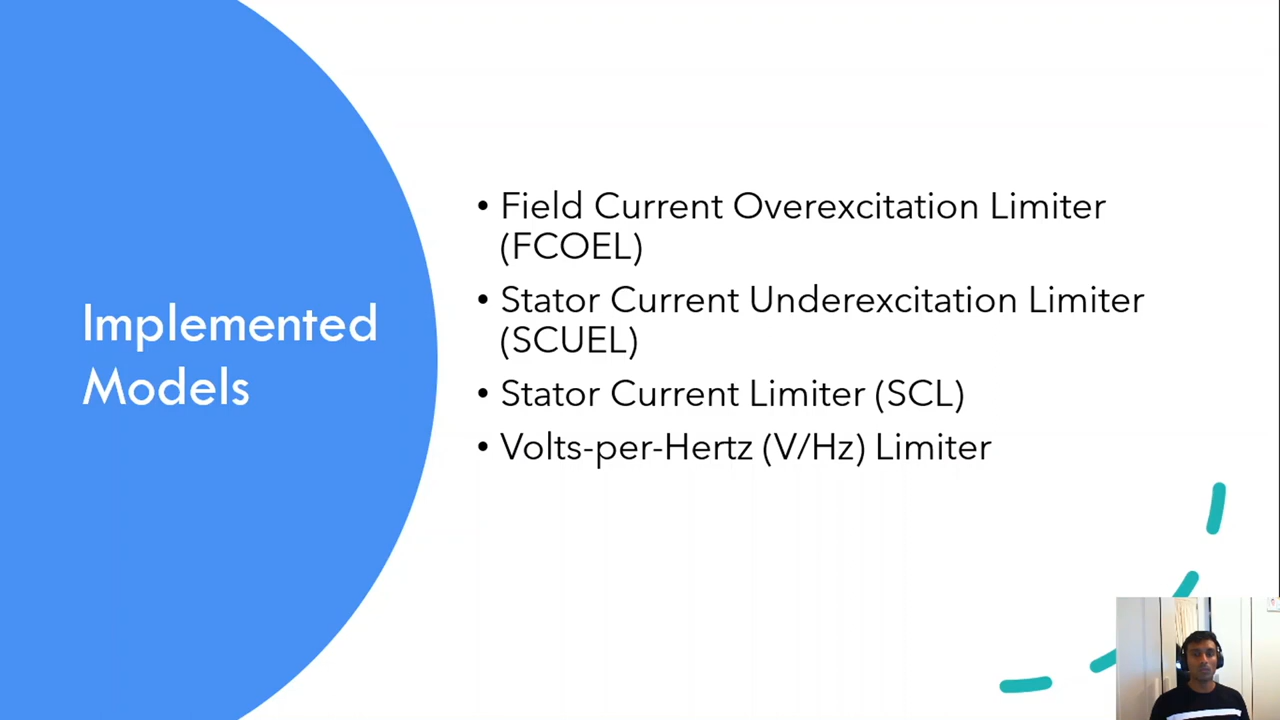 Implemented
Models
• Field Current Overexcitation Limiter
(FCOEL)
• Stator Current Underexcitation Limiter
(SCUEL)
• Stator Current Limiter (SCL)
• Volts-per-Hertz (V/Hz) Limiter